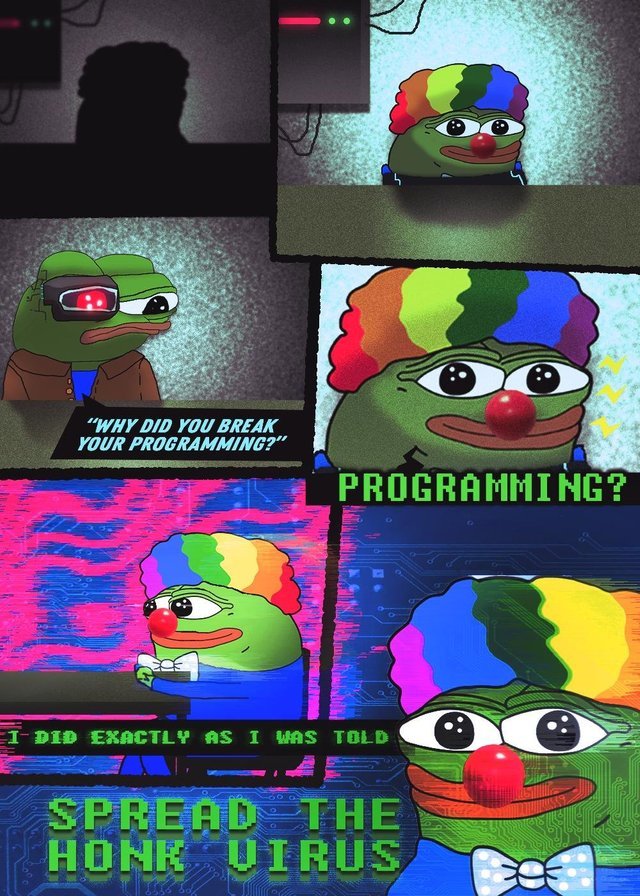 "WHY DID YOU BREAK
YOUR PROGRAMMING?"
PROGRAMMING?
I DID EXACTLY AS I WAS TOLD
SPREAD THE
HONK VIRUS